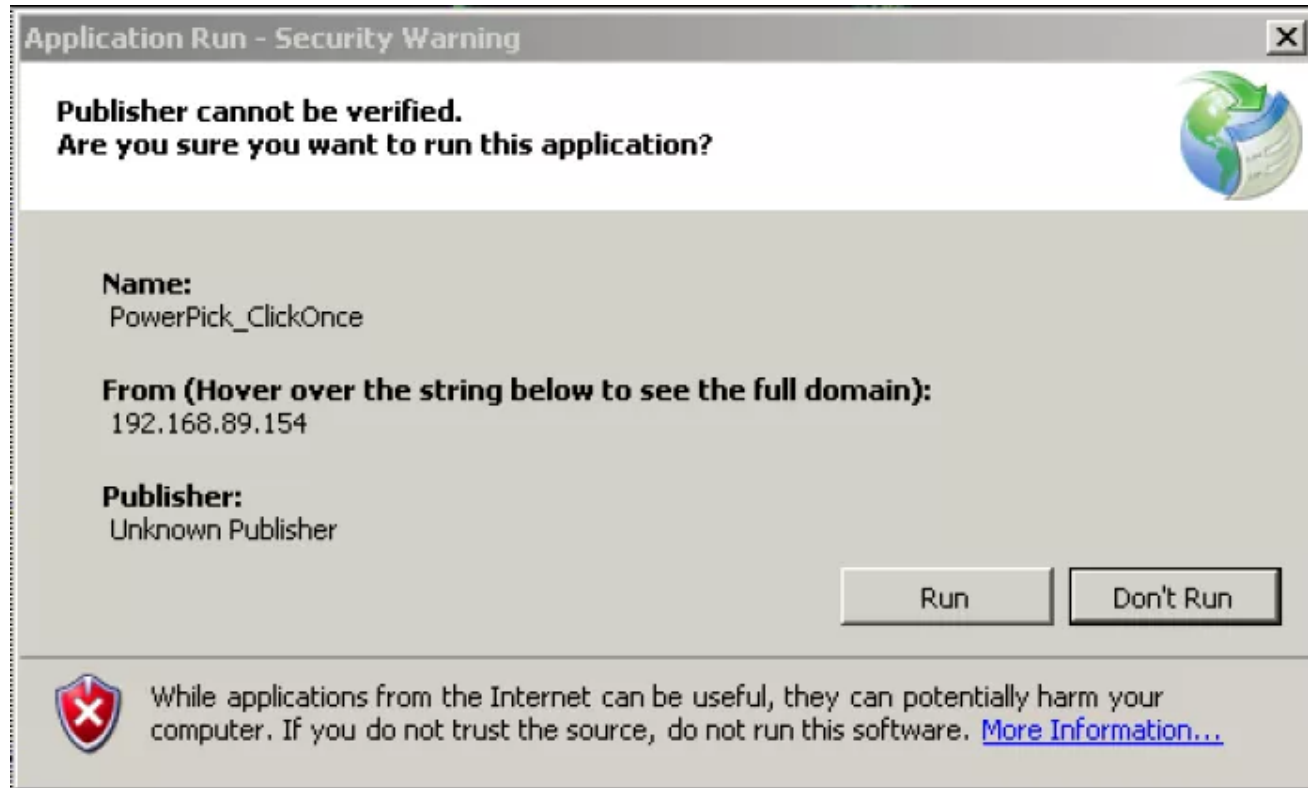 Application Run - Security Warning
Publisher cannot be verified.
Are you sure you want to run this application?
Name:
PowerPick_ClickOnce
From (Hover over the string below to see the full domain):
192.168.89.154
Publisher:
Unknown Publisher
Run Don't Run
While applications from the Internet can be useful, they can potentially harm your
computer. If you do not trust the source, do not run this software. More Information...